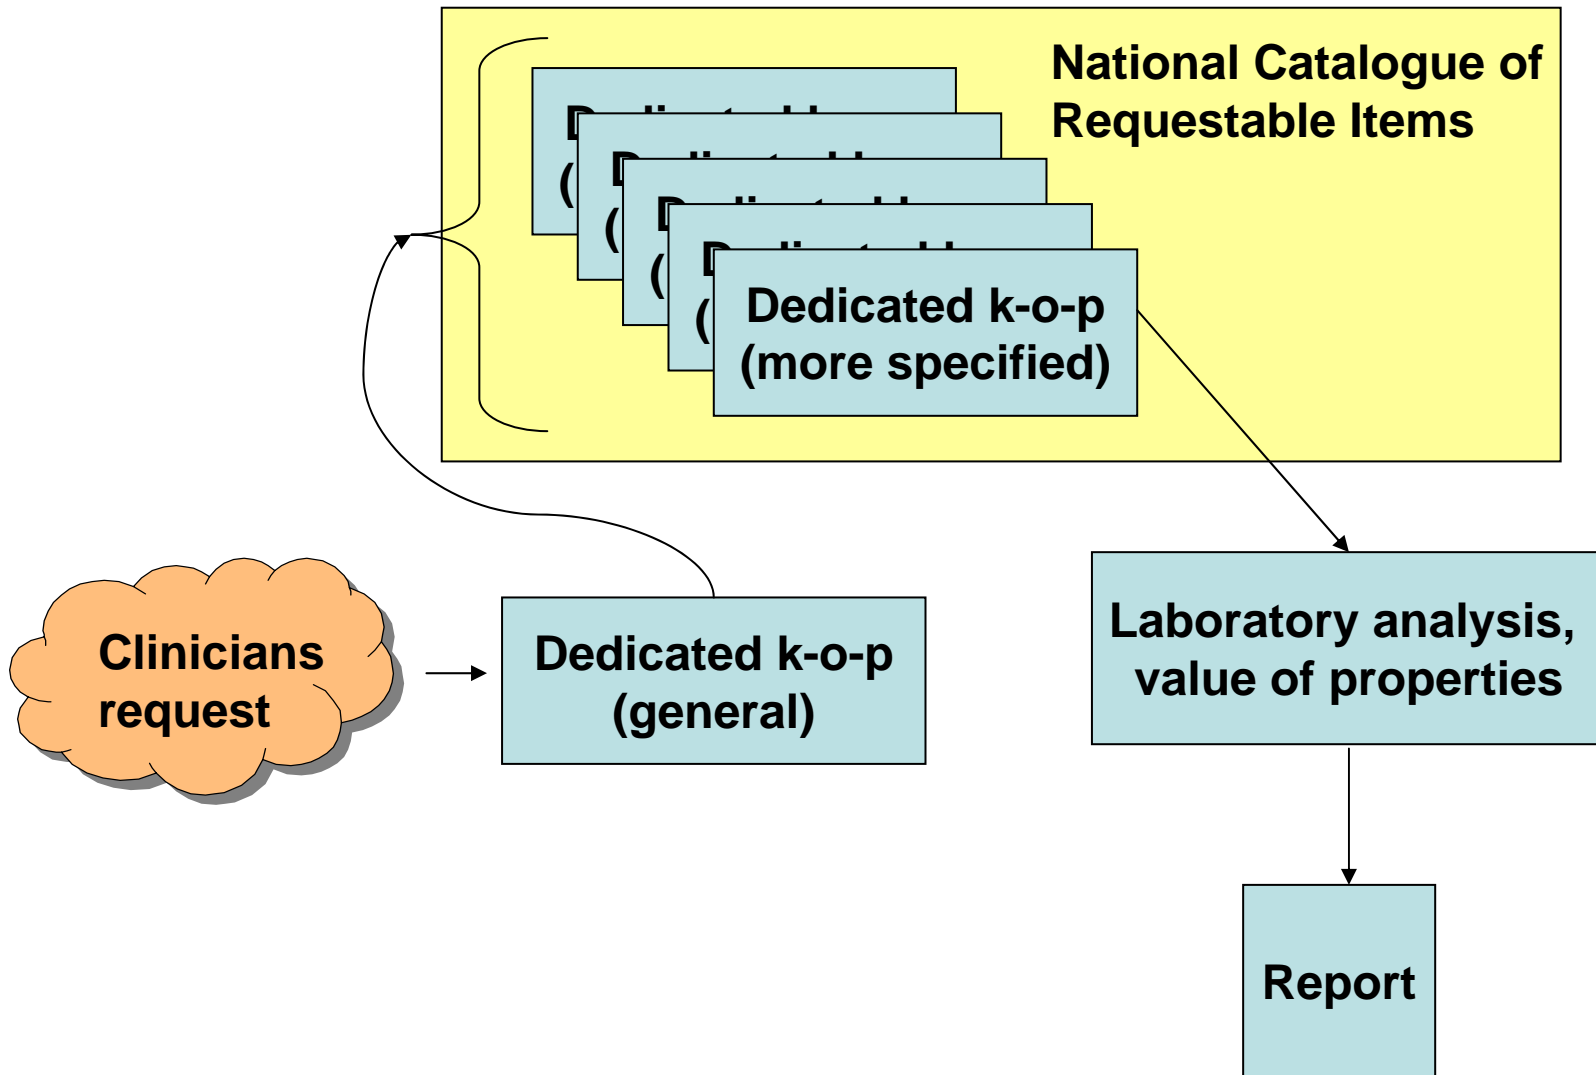 National Catalogue of
Requestable Items
Dedicated k-o-p
(more specified)
Clinicians
request
Dedicated k-o-p
(general)
Laboratory analysis,
value of properties
Report